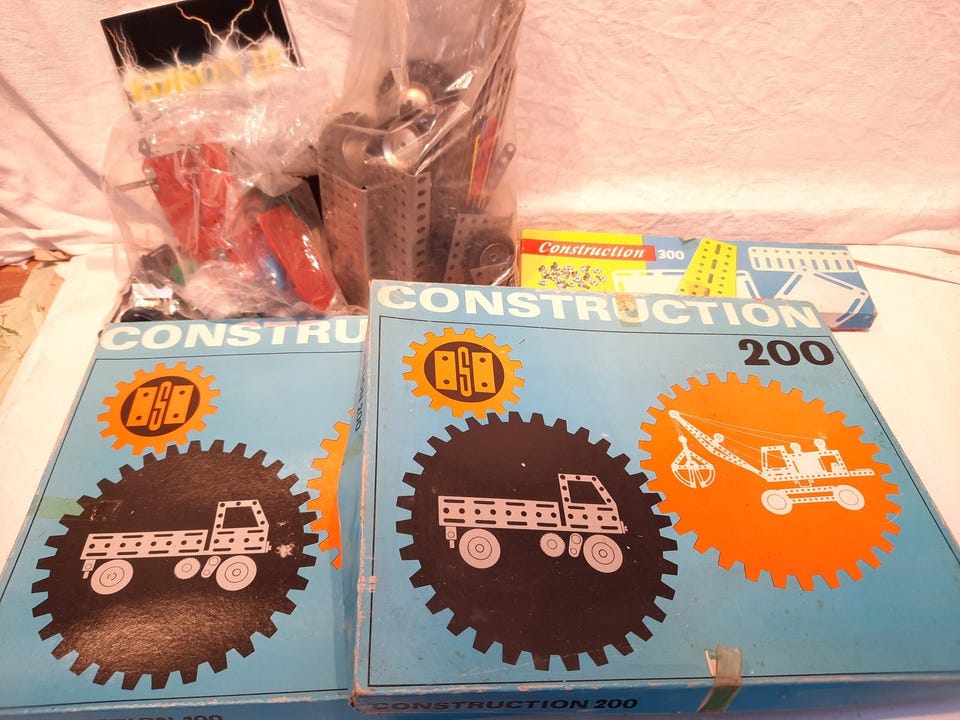 EDISON
Construction 300
CONSTRU
CONSTRUCTION
200
S
S
CONSTRUCTION 200